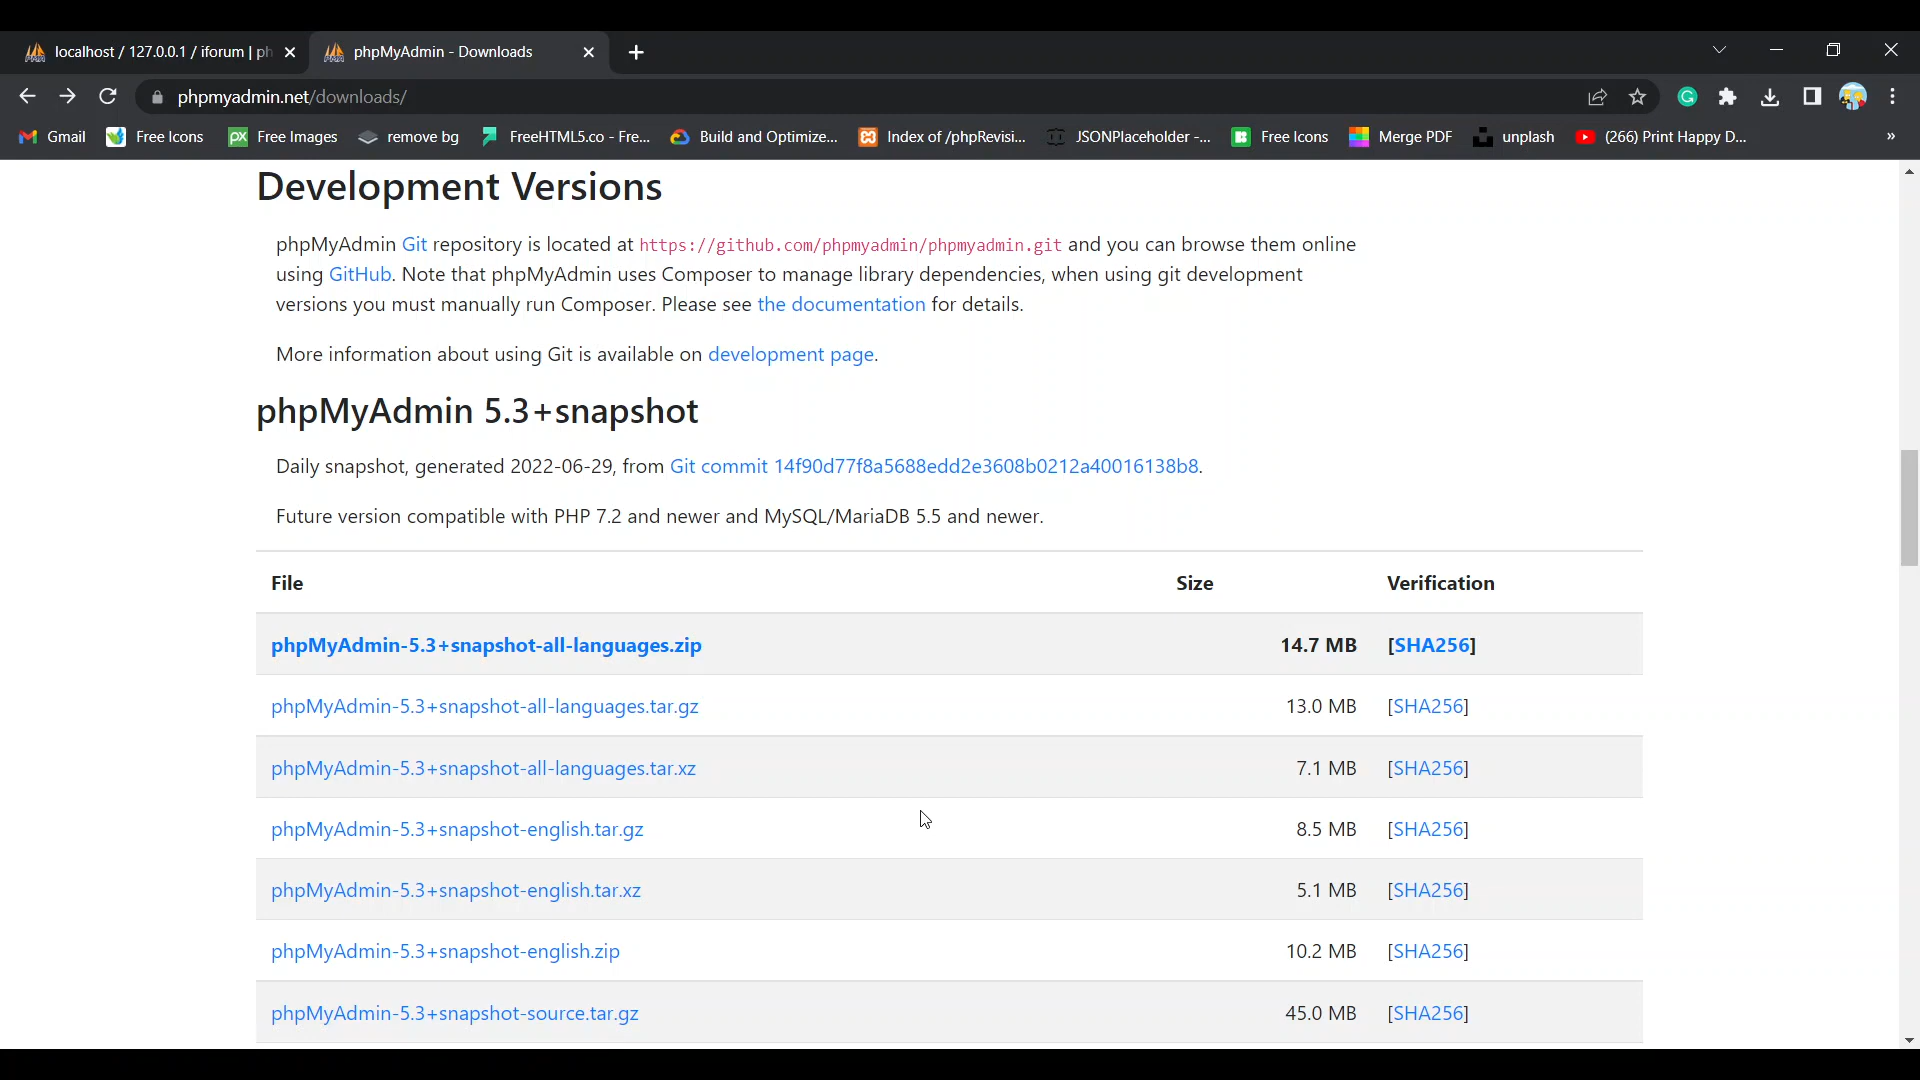 localhost / 127.0.0.1 / iforum | ph
phpMyAdmin - Downloads
phpmyadmin.net/downloads/
Gmail
Free Icons
Free Images
remove bg
FreeHTML5.co - Fre...
Build and Optimize...
Index of /phpRevisi...
JSONPlaceholder -...
Free Icons
Merge PDF
unplash
(266) Print Happy D...
»
Development Versions
phpMyAdmin Git repository is located at https://github.com/phpmyadmin/phpmyadmin.git and you can browse them online
using GitHub. Note that phpMyAdmin uses Composer to manage library dependencies, when using git development
versions you must manually run Composer. Please see the documentation for details.
More information about using Git is available on development page.
phpMyAdmin 5.3+snapshot
Daily snapshot, generated 2022-06-29, from Git commit 14f90d77f8a5688edd2e3608b0212a40016138b8.
Future version compatible with PHP 7.2 and newer and MySQL/MariaDB 5.5 and newer.
File Size Verification
phpMyAdmin-5.3+snapshot-all-languages.zip 14.7 MB [SHA256]
phpMyAdmin-5.3+snapshot-all-languages.tar.gz 13.0 MB [SHA256]
phpMyAdmin-5.3+snapshot-all-languages.tar.xz 7.1 MB [SHA256]
phpMyAdmin-5.3+snapshot-english.tar.gz 8.5 MB [SHA256]
phpMyAdmin-5.3+snapshot-english.tar.xz 5.1 MB [SHA256]
phpMyAdmin-5.3+snapshot-english.zip 10.2 MB [SHA256]
phpMyAdmin-5.3+snapshot-source.tar.gz 45.0 MB [SHA256]